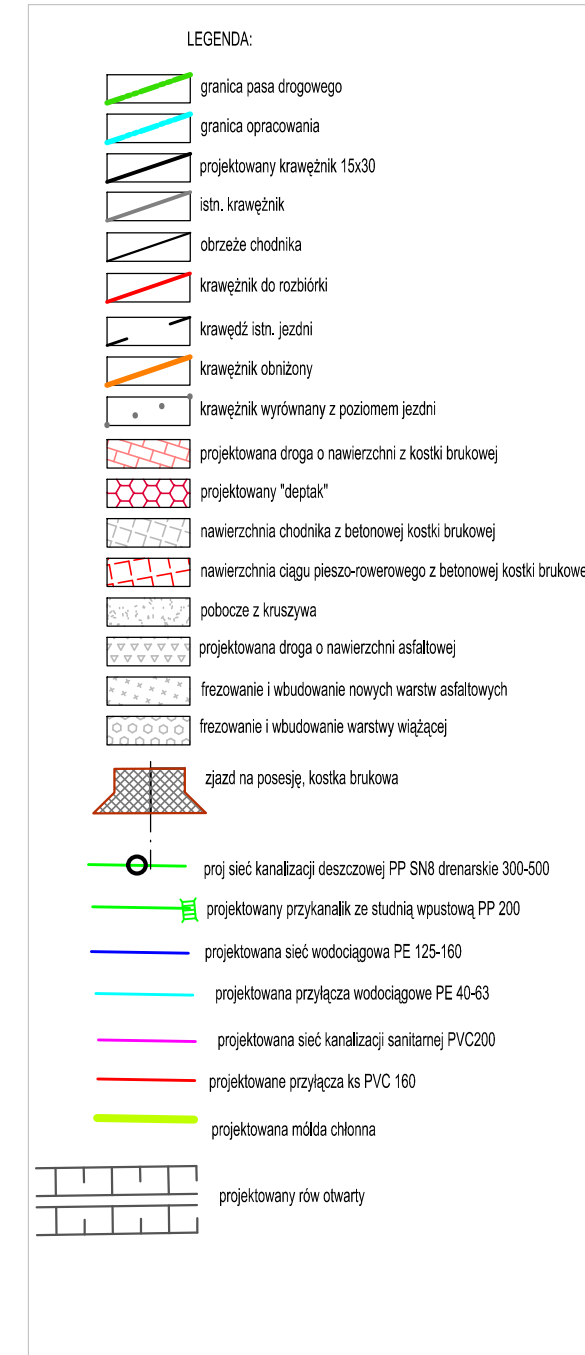 LEGENDA:
granica pasa drogowego
granica opracowania
projektowany krawężnik 15x30
istn. krawężnik
obrzeże chodnika
krawężnik do rozbiórki
krawędź istn. jezdni
krawężnik obniżony
krawężnik wyrównany z poziomem jezdni
projektowana droga o nawierzchni z kostki brukowej
projektowany "deptak"
nawierzchnia chodnika z betonowej kostki brukowej
nawierzchnia ciągu pieszo-rowerowego z betonowej kostki brukowe
pobocze z kruszywa
projektowana droga o nawierzchni asfaltowej
frezowanie i wbudowanie nowych warstw asfaltowych
frezowanie i wbudowanie warstwy wiążącej
zjazd na posesję, kostka brukowa
proj sieć kanalizacji deszczowej PP SN8 drenarskie 300-500
projektowany przykanalik ze studnią wpustową PP 200
projektowana sieć wodociągowa PE 125-160
projektowana przyłącza wodociągowe PE 40-63
projektowana sieć kanalizacji sanitarnej PVC200
projektowane przyłącza ks PVC 160
projektowana mólda chłonna
projektowany rów otwarty